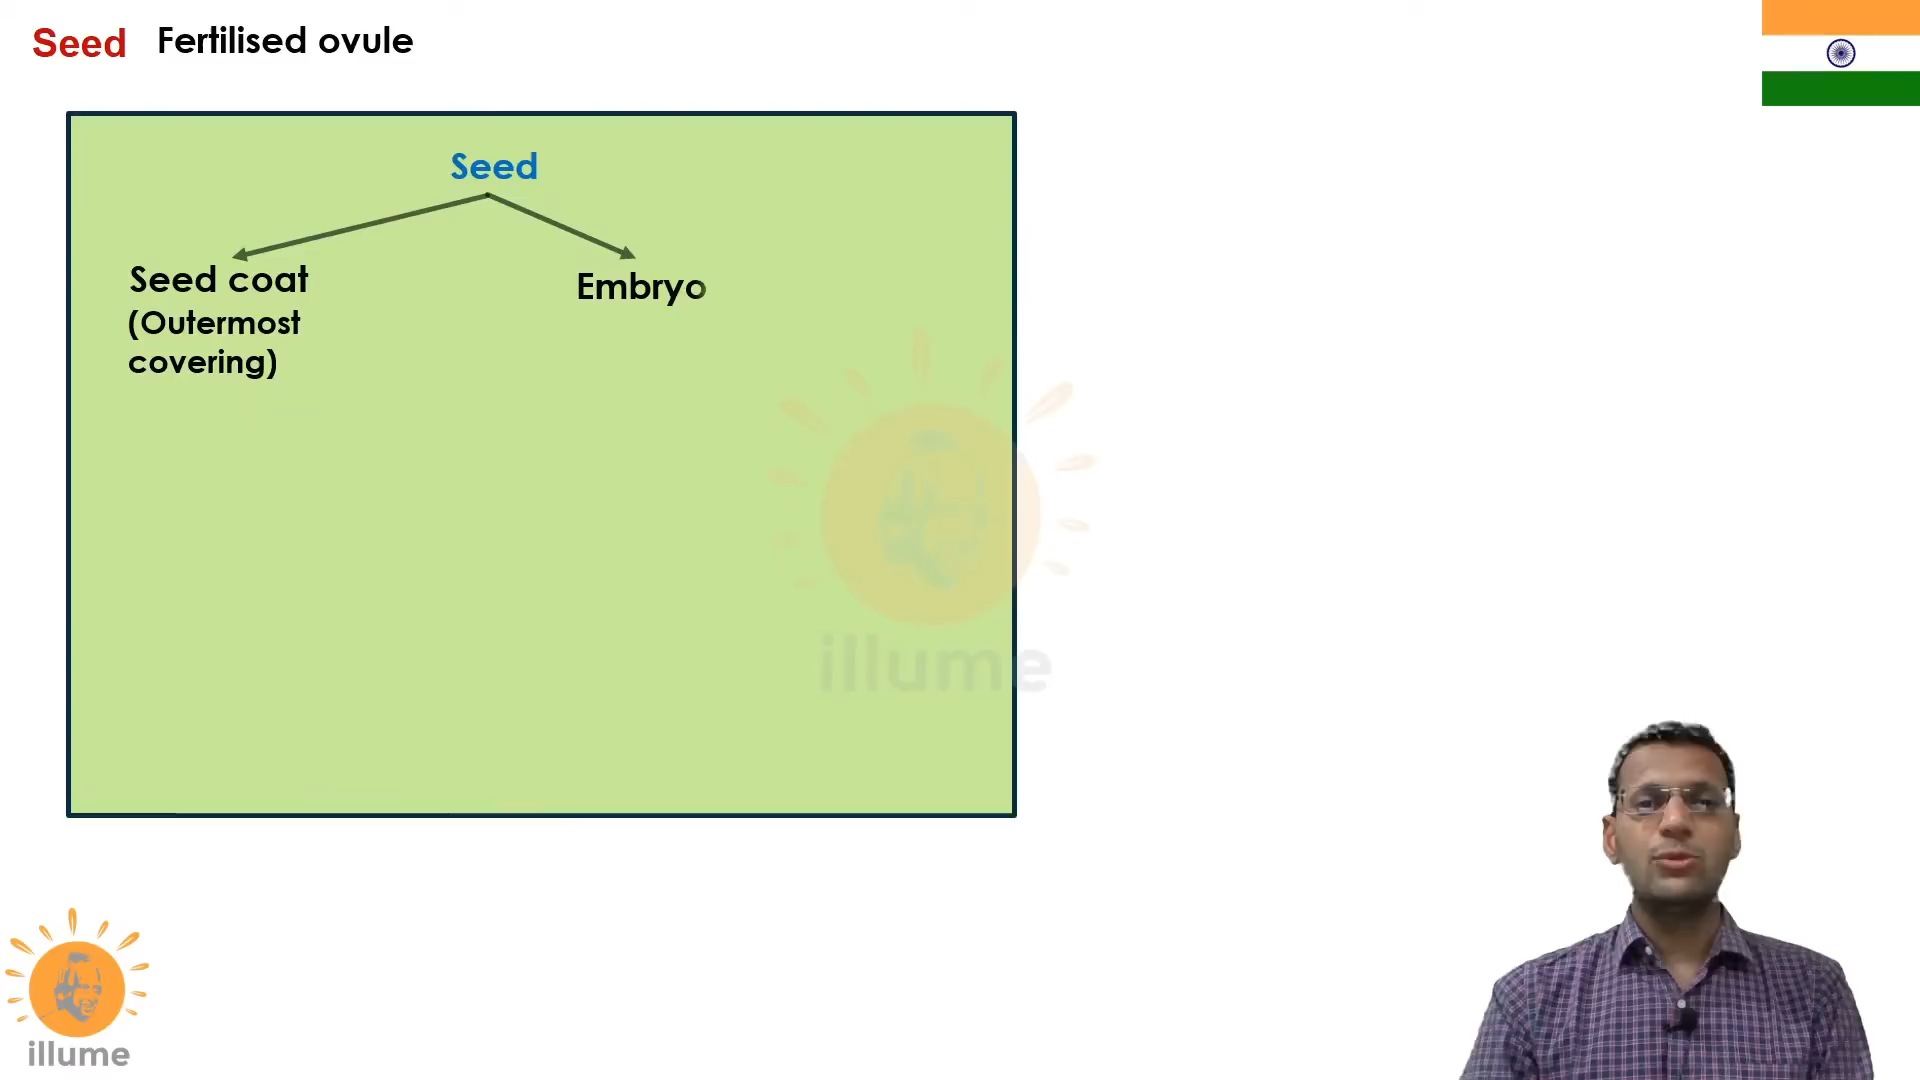 Seed Fertilised ovule
Seed
Seed coat
(Outermost
covering)
Embryo
illume
illume